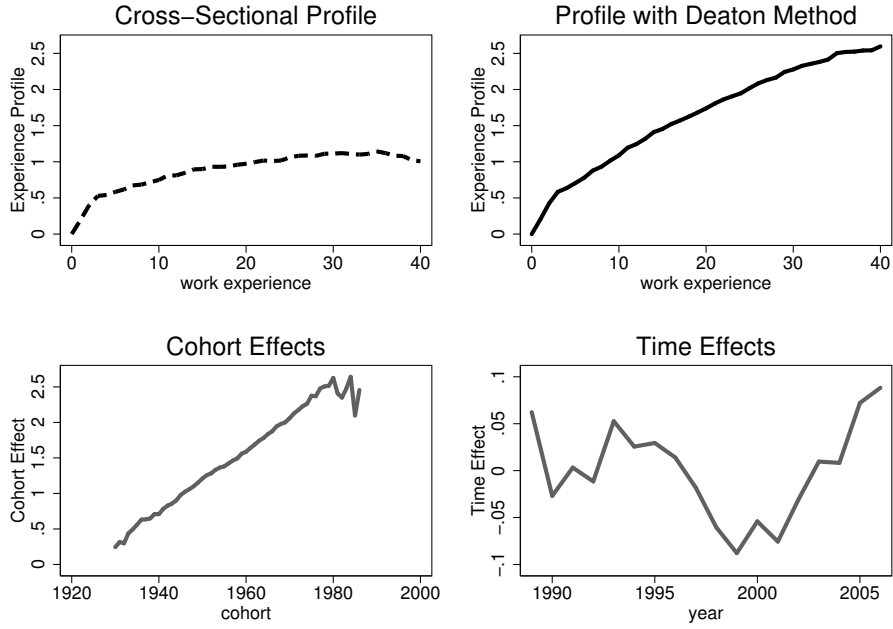 Cross−Sectional Profile
Experience Profile
2.5
2
1.5
1
.5
0
0 10 20 30 40
work experience
Profile with Deaton Method
Experience Profile
2.5
2
1.5
1
.5
0
0 10 20 30 40
work experience
Cohort Effects
Cohort Effect
2.5
2
1.5
1
.5
0
1920 1940 1960 1980 2000
cohort
Time Effects
Time Effect
.1
.05
0
−.05
−.1
1990 1995 2000 2005
year